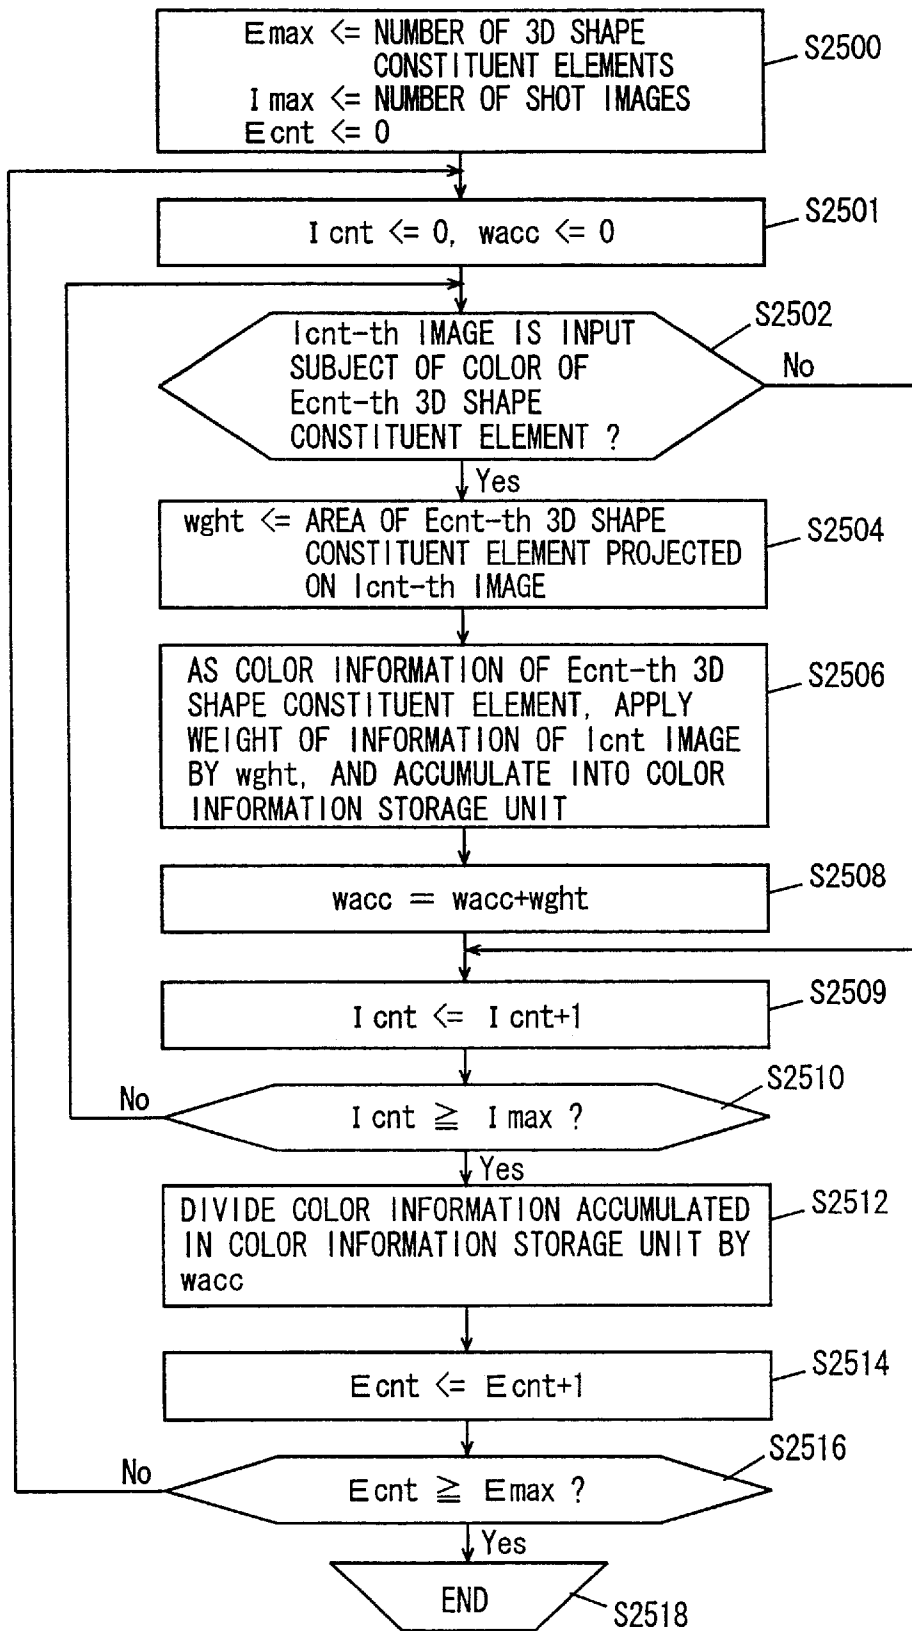 Emax <= NUMBER OF 3D SHAPE
CONSTITUENT ELEMENTS
Imax <= NUMBER OF SHOT IMAGES
Ecnt <= 0
S2500
Icnt <= 0, wacc <= 0
S2501
Icnt-th IMAGE IS INPUT
SUBJECT OF COLOR OF
Ecnt-th 3D SHAPE
CONSTITUENT ELEMENT ?
S2502
No
Yes
wght <= AREA OF Ecnt-th 3D SHAPE
CONSTITUENT ELEMENT PROJECTED
ON Icnt-th IMAGE
S2504
AS COLOR INFORMATION OF Ecnt-th 3D
SHAPE CONSTITUENT ELEMENT, APPLY
WEIGHT OF INFORMATION OF Icnt IMAGE
BY wght, AND ACCUMULATE INTO COLOR
INFORMATION STORAGE UNIT
S2506
wacc = wacc+wght
S2508
Icnt <= Icnt+1
S2509
Icnt ≧ Imax ?
S2510
No
Yes
DIVIDE COLOR INFORMATION ACCUMULATED
IN COLOR INFORMATION STORAGE UNIT BY
wacc
S2512
Ecnt <= Ecnt+1
S2514
Ecnt ≧ Emax ?
S2516
No
Yes
END
S2518